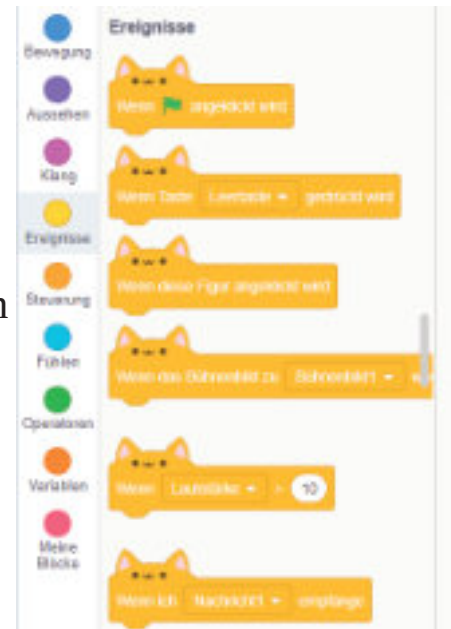 Ereignisse
Bewegung
Aussehen
Klang
Ereignisse
Steuerung
Fühlen
Operatoren
Variablen
Meine
Blöcke
Wenn angeklickt wird
Wenn Taste Leertaste gedrückt wird
Wenn diese Figur angeklickt wird
Wenn das Bühnenbild zu Bühnenbild1
Wenn Lautstärke > 10
Wenn ich Nachricht1 empfange
n